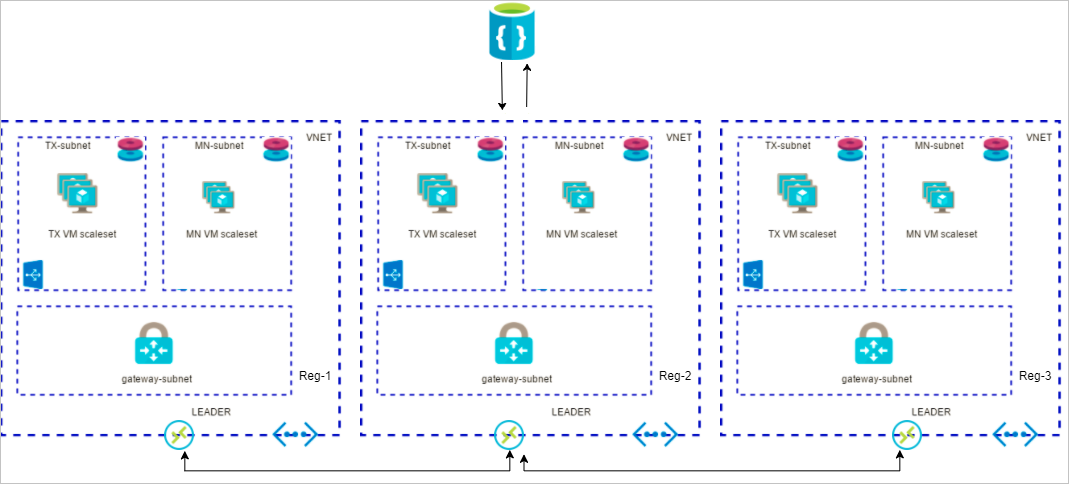 { }
VNET
TX-subnet
MN-subnet
TX VM scaleset
MN VM scaleset
gateway-subnet
Reg-1
LEADER
VNET
TX-subnet
MN-subnet
TX VM scaleset
MN VM scaleset
gateway-subnet
Reg-2
LEADER
VNET
TX-subnet
MN-subnet
TX VM scaleset
MN VM scaleset
gateway-subnet
Reg-3
LEADER